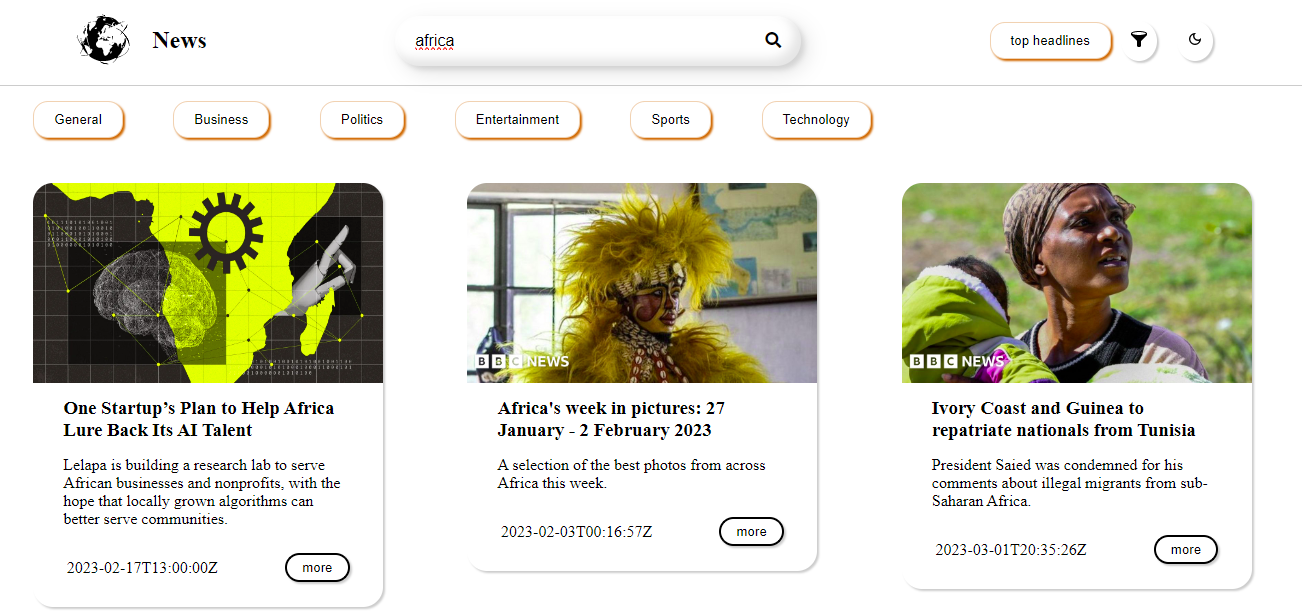 News
africa
top headlines
General
Business
Politics
Entertainment
Sports
Technology
One Startup’s Plan to Help Africa
Lure Back Its AI Talent
Lelapa is building a research lab to serve
African businesses and nonprofits, with the
hope that locally grown algorithms can
better serve communities.
2023-02-17T13:00:00Z
more
BBC NEWS
Africa's week in pictures: 27
January - 2 February 2023
A selection of the best photos from across
Africa this week.
2023-02-03T00:16:57Z
more
BBC NEWS
Ivory Coast and Guinea to
repatriate nationals from Tunisia
President Saied was condemned for his
comments about illegal migrants from sub-
Saharan Africa.
2023-03-01T20:35:26Z
more